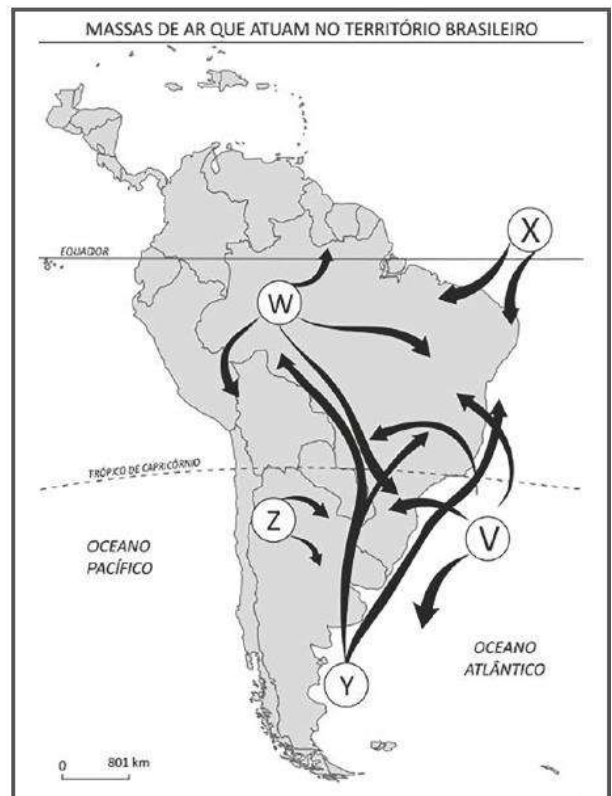 MASSAS DE AR QUE ATUAM NO TERRITÓRIO BRASILEIRO
X
EQUADOR
W
TRÓPICO DE CAPRICÓRNIO
Z
V
OCEANO
PACÍFICO
OCEANO
ATLÂNTICO
Y
0 801 km